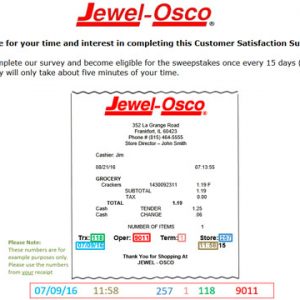 Jewel-Osco®
e for your time and interest in completing this Customer Satisfaction Su
omplete our survey and become eligible for the sweepstakes once every 15 days (
y will only take about five minutes of your time.
Jewel-Osco®
352 La Grange Road
Frankfort, IL 60423
Phone # (815) 464-5555
Store Director – John Smith
Cashier: Jim
08/21/16 07:13:55
GROCERY
Crackers 1430092311 1.19 F
SUBTOTAL 1.19
TAX 0.00
TOTAL 1.19
Cash TENDER 1.25
Cash CHANGE .06
NUMBER OF ITEMS 1
Trx: 118 Oper: 9011 Term: 1 Store: 257
07/09/16 11:58 15
Thank You for Shopping At
JEWEL - OSCO
Please Note:
These numbers are for
example purposes only.
Please use the numbers
from your receipt
07/09/16 11:58 257 1 118 9011